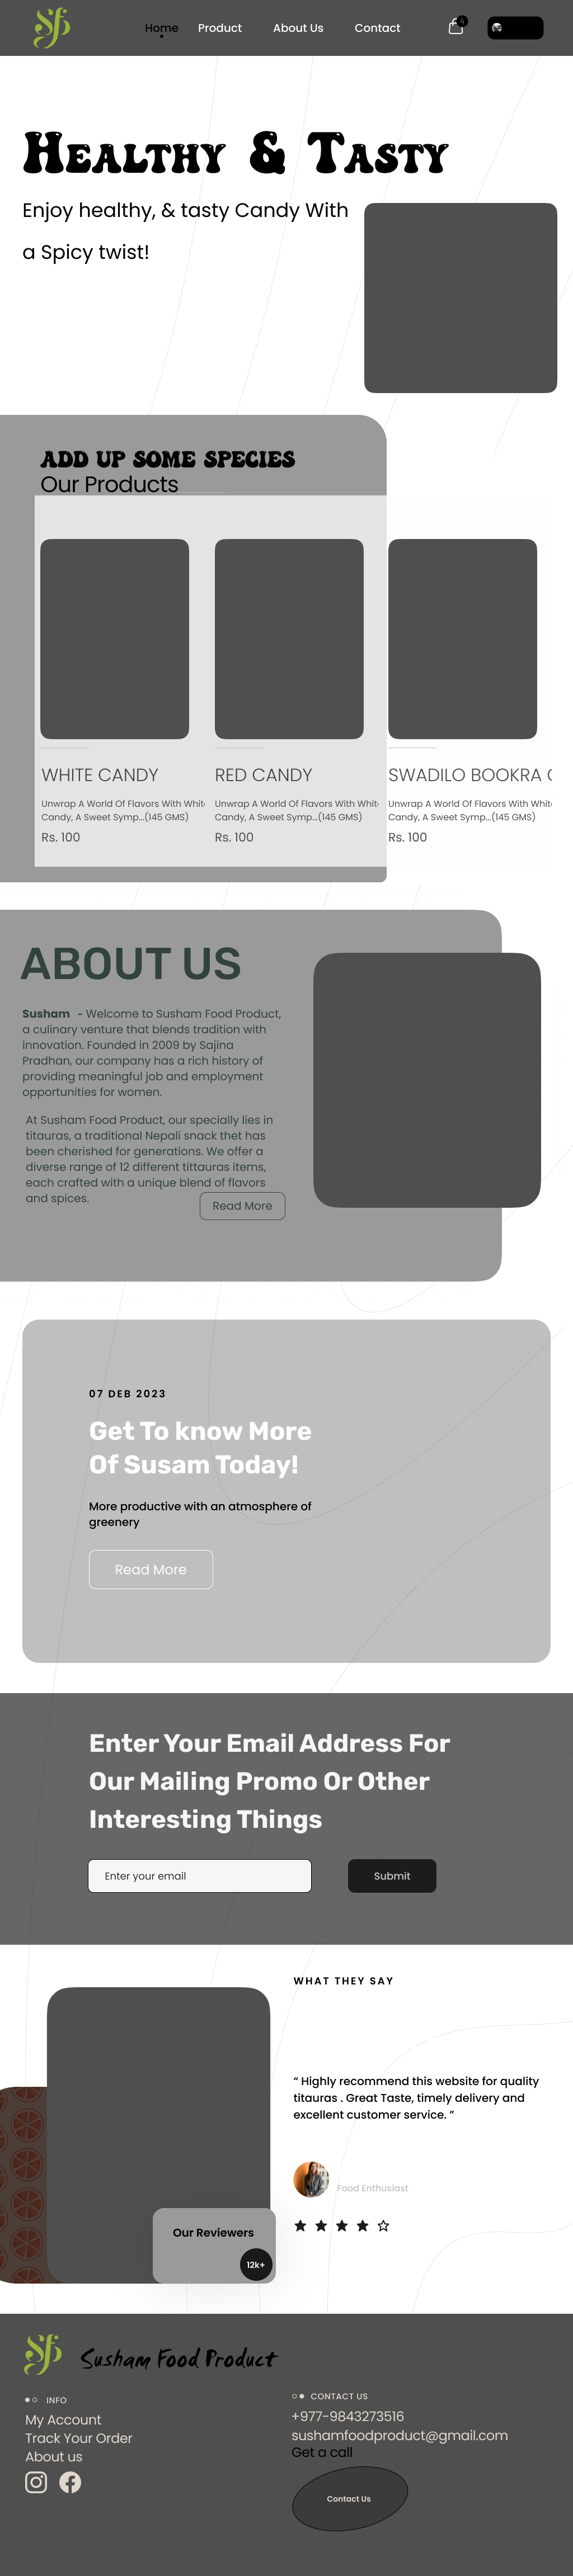 Home Product About Us Contact
Healthy & Tasty
Enjoy healthy, & tasty Candy With
a Spicy twist!
ADD UP SOME SPECIES
Our Products
WHITE CANDY
Unwrap A World Of Flavors With White
Candy, A Sweet Symp...(145 GMS)
Rs. 100
RED CANDY
Unwrap A World Of Flavors With White
Candy, A Sweet Symp...(145 GMS)
Rs. 100
SWADILO BOOKRA
Unwrap A World Of Flavors With White
Candy, A Sweet Symp...(145 GMS)
Rs. 100
ABOUT US
Susham - Welcome to Susham Food Product,
a culinary venture that blends tradition with
innovation. Founded in 2009 by Sajina
Pradhan, our company has a rich history of
providing meaningful job and employment
opportunities for women.
At Susham Food Product, our specially lies in
titauras, a traditional Nepali snack thet has
been cherished for generations. We offer a
diverse range of 12 different tittauras items,
each crafted with a unique blend of flavors
and spices.
Read More
07 DEB 2023
Get To know More
Of Susam Today!
More productive with an atmosphere of
greenery
Read More
Enter Your Email Address For
Our Mailing Promo Or Other
Interesting Things
Enter your email
Submit
WHAT THEY SAY
“ Highly recommend this website for quality
titauras . Great Taste, timely delivery and
excellent customer service. ”
Food Enthusiast
Our Reviewers
12k+
Susham Food Product
INFO
My Account
Track Your Order
About us
CONTACT US
+977-9843273516
sushamfoodproduct@gmail.com
Get a call
Contact Us